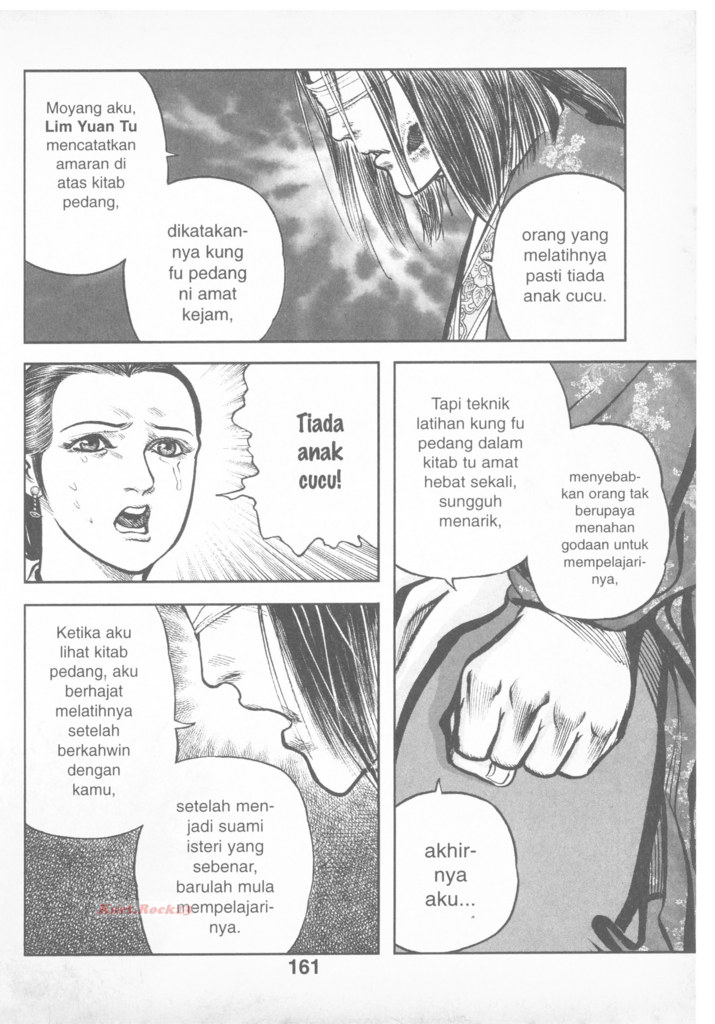 Moyang aku,
Lim Yuan Tu
mencatatkan
amaran di
atas kitab
pedang,
dikatakan-
nya kung
fu pedang
ni amat
kejam,
orang yang
melatihnya
pasti tiada
anak cucu.
Tiada
anak
cucu!
Tapi teknik
latihan kung fu
pedang dalam
kitab tu amat
hebat sekali,
sungguh
menarik,
menyebab-
kan orang tak
berupaya
menahan
godaan untuk
mempelajari-
nya,
Ketika aku
lihat kitab
pedang, aku
berhajat
melatihnya
setelah
berkahwin
dengan
kamu,
setelah men-
jadi suami
isteri yang
sebenar,
barulah mula
mempelajari-
nya.
akhir-
nya
aku...
161